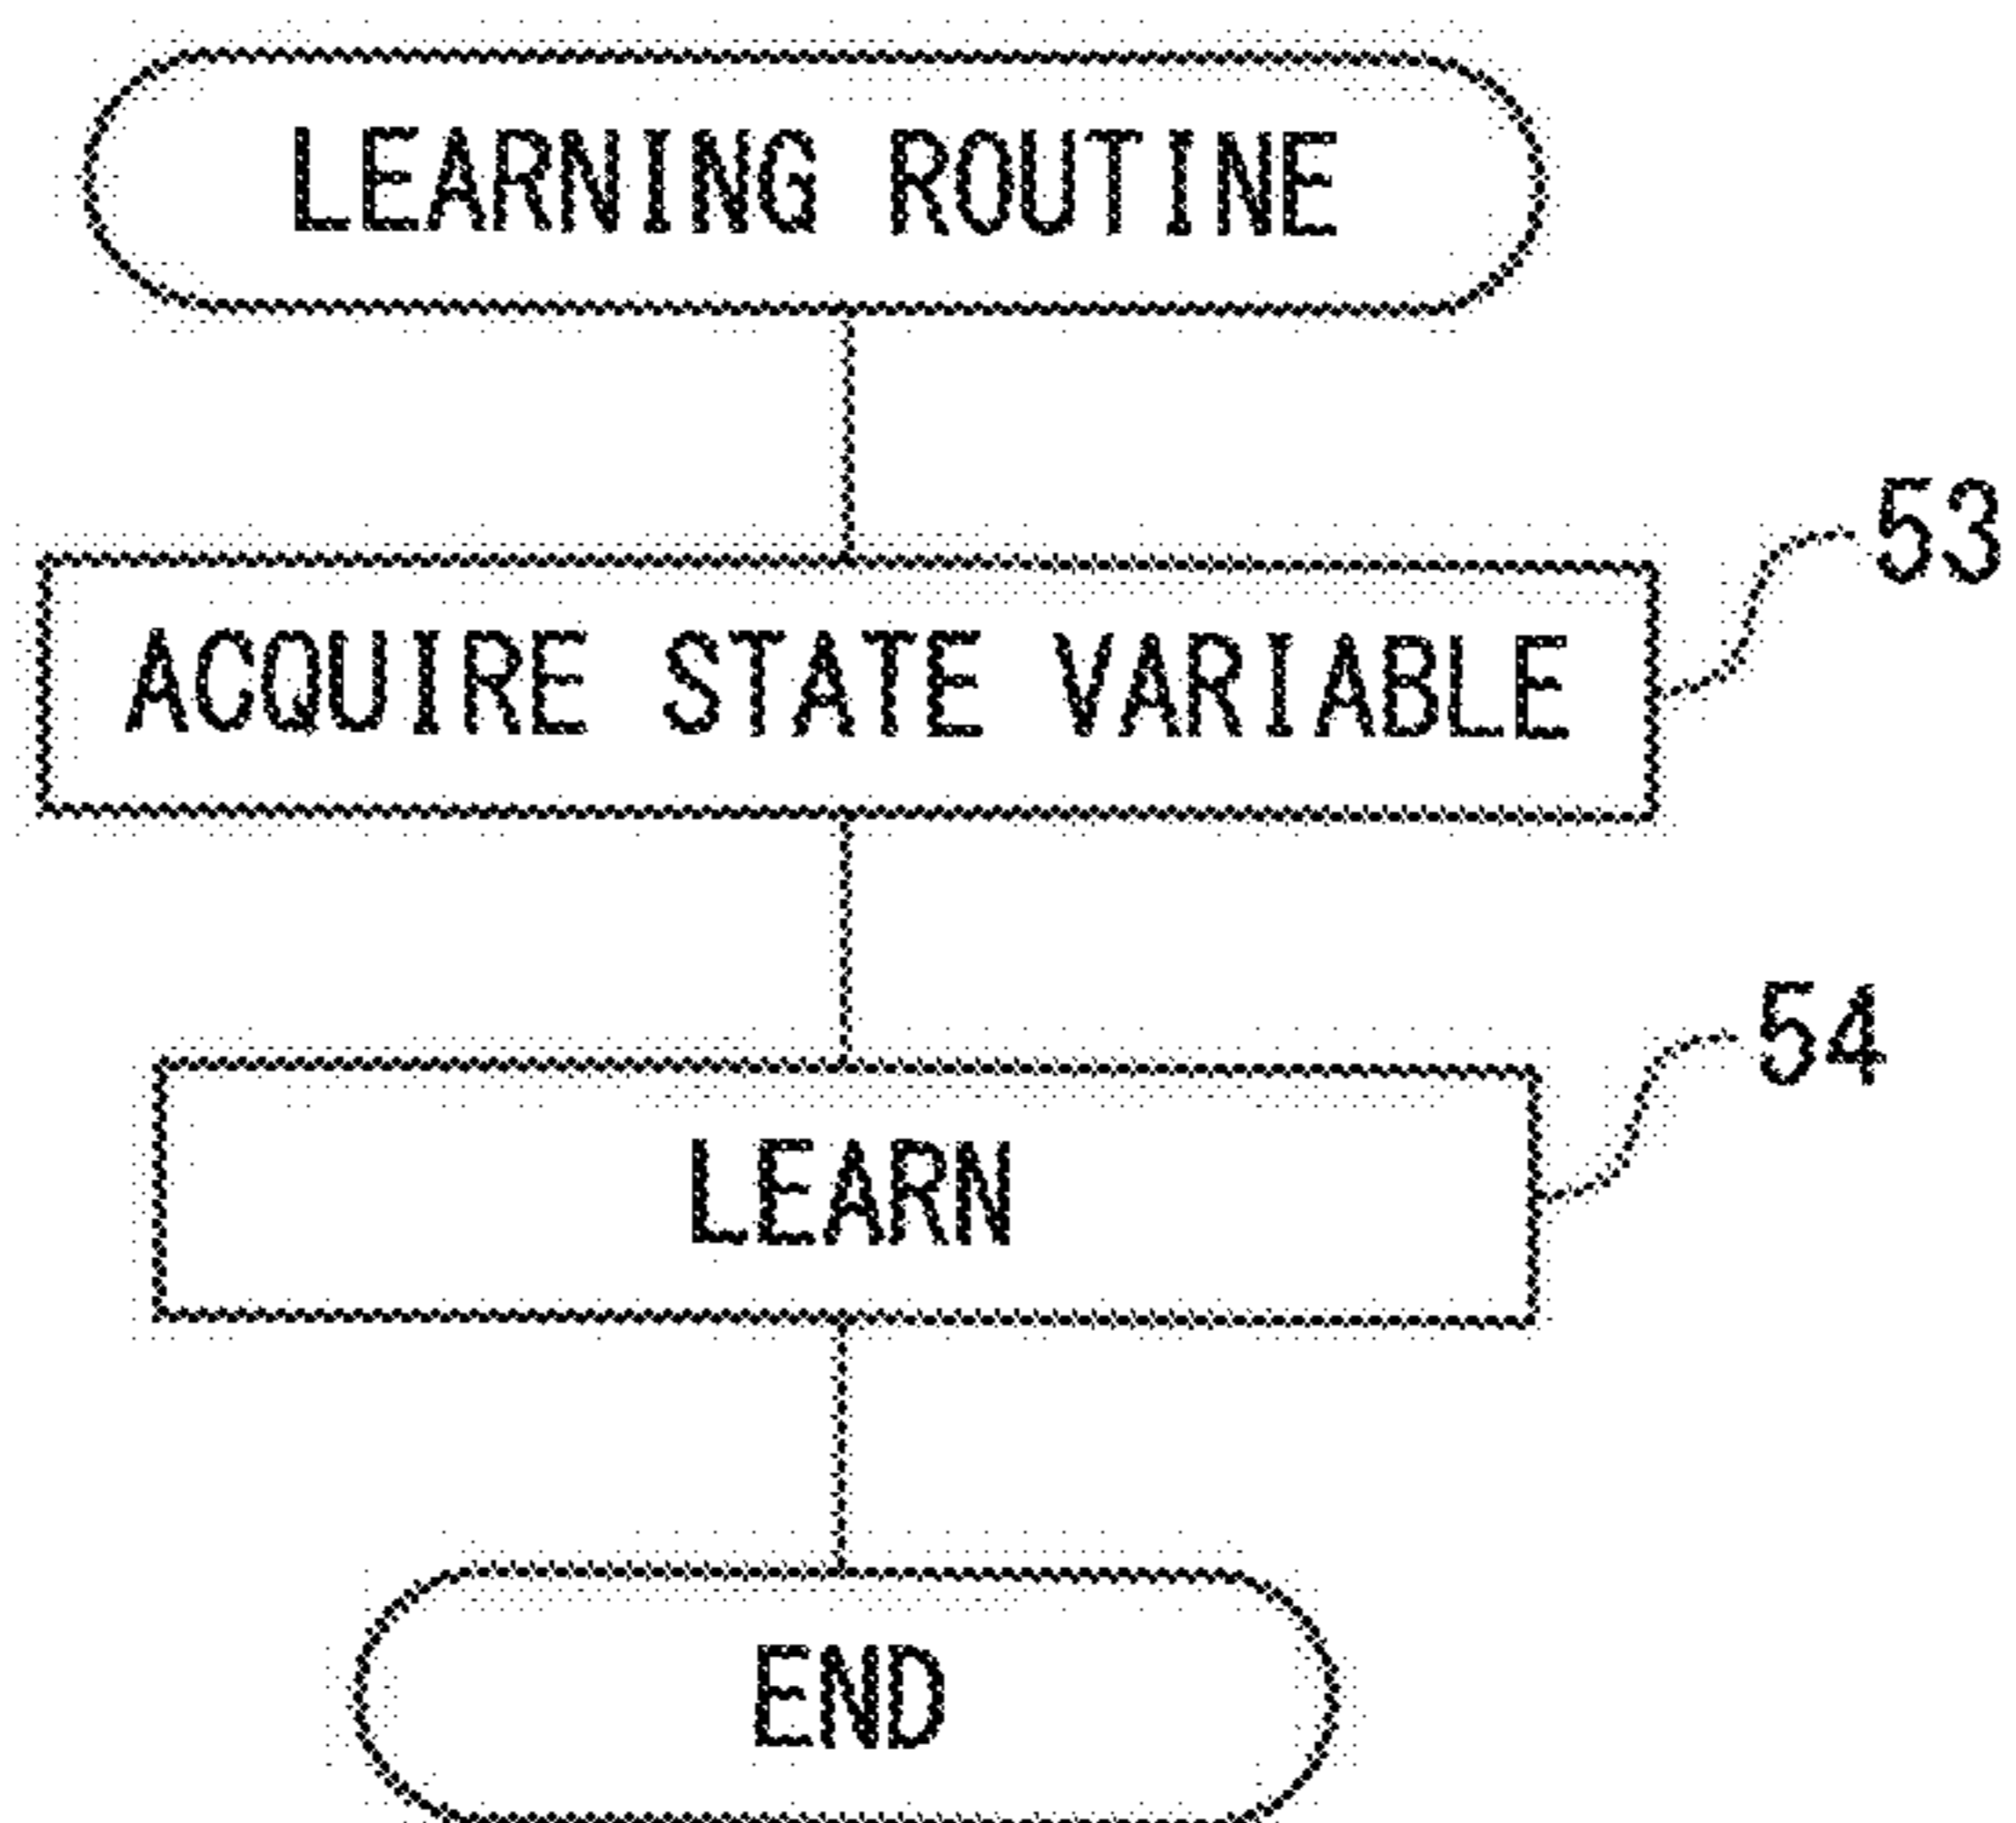 LEARNING ROUTINE
53
ACQUIRE STATE VARIABLE
54
LEARN
END